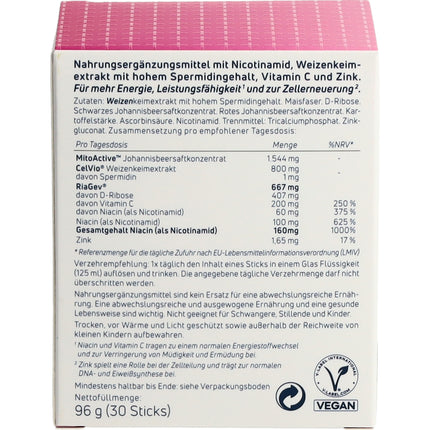 Nahrungsergänzungsmittel mit Nicotinamid, Weizenkeim-
extrakt mit hohem Spermidingehalt, Vitamin C und Zink.
Für mehr Energie, Leistungsfähigkeit¹ und zur Zellerneuerung².
Zutaten: Weizenkeimextrakt mit hohem Spermidingehalt. Maisfaser. D-Ribose.
Schwarzes Johannisbeersaftkonzentrat. Rotes Johannisbeersaftkonzentrat. Kar-
toffelstärke. Ascorbinsäure. Nicotinamid. Trennmittel: Tricalciumphosphat. Zink-
gluconat. Zusammensetzung pro empfohlener Tagesdosis:
Pro Tagesdosis Menge %NRV*
MitoActive™ Johannisbeersaftkonzentrat 1.544 mg -
CelVio® Weizenkeimextrakt 800 mg -
davon Spermidin 1 mg
RiaGev® 667 mg
davon D-Ribose 407 mg
davon Vitamin C 200 mg 250 %
davon Niacin (als Nicotinamid) 60 mg 375 %
Niacin (als Nicotinamid) 100 mg 625 %
Gesamtgehalt Niacin (als Nicotinamid) 160mg 1000%
Zink 1,65 mg 17 %
* Referenzmenge für die tägliche Zufuhr nach EU-Lebensmittelinformationsverordnung (LMIV)
Verzehrempfehlung: 1x täglich den Inhalt eines Sticks in einem Glas Flüssigkeit
(125 ml) auflösen und trinken. Die angegebene tägliche Verzehrmenge darf nicht
überschritten werden.
Nahrungsergänzungsmittel sind kein Ersatz für eine abwechslungsreiche Ernäh-
rung. Eine abwechslungsreiche und ausgewogene Ernährung und eine gesunde
Lebensweise sind wichtig. Nicht geeignet für Schwangere, Stillende und Kinder.
Trocken, vor Wärme und Licht geschützt sowie außerhalb der Reichweite von
kleinen Kindern aufbewahren.
¹ Niacin und Vitamin C tragen zu einem normalen Energiestoffwechsel
und zur Verringerung von Müdigkeit und Ermüdung bei.
² Zink spielt eine Rolle bei der Zellteilung und trägt zur normalen
DNA- und Eiweißsynthese bei.
Mindestens haltbar bis Ende: siehe Verpackungsboden
Nettofüllmenge:
96 g (30 Sticks)
V-LABEL INTERNATIONAL
V-LABEL.COM
VEGAN